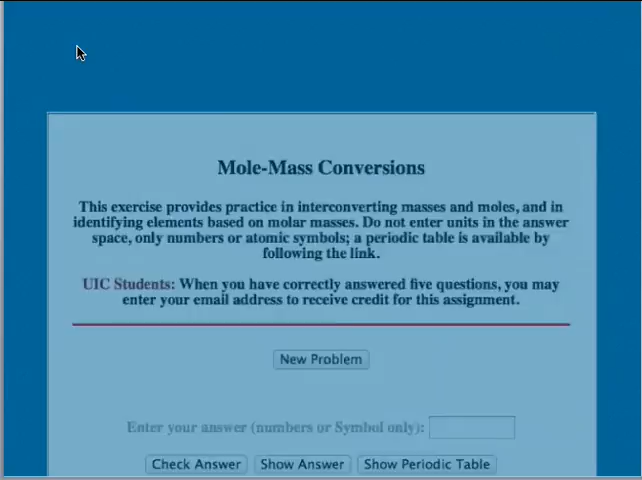 Mole-Mass Conversions
This exercise provides practice in interconverting masses and moles, and in
identifying elements based on molar masses. Do not enter units in the answer
space, only numbers or atomic symbols; a periodic table is available by
following the link.
UIC Students: When you have correctly answered five questions, you may
enter your email address to receive credit for this assignment.
New Problem
Enter your answer (numbers or Symbol only):
Check Answer Show Answer Show Periodic Table